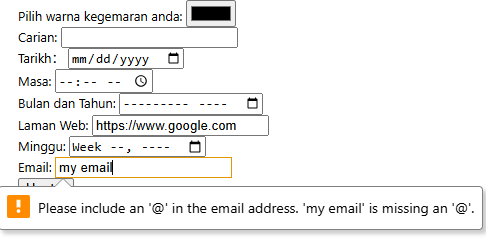 Pilih warna kegemaran anda:
Carian:
Tarikh: mm/dd/yyyy
Masa: --:-- --
Bulan dan Tahun: --------- ----
Laman Web: https://www.google.com
Minggu: Week --, ----
Email: my email
Please include an '@' in the email address. 'my email' is missing an '@'.